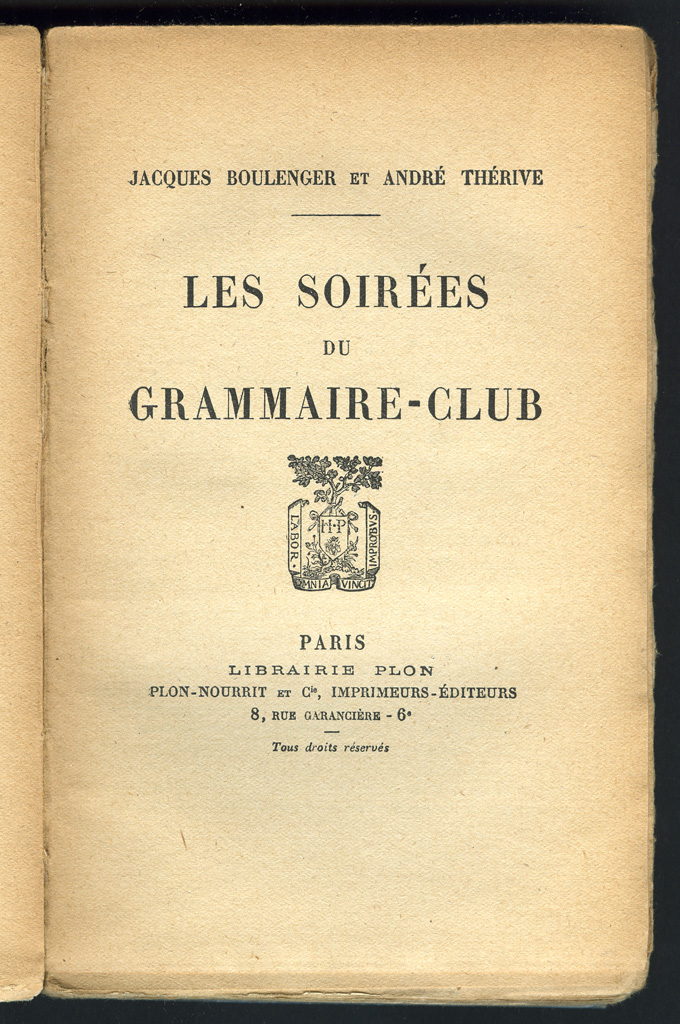 JACQUES BOULENGER ET ANDRÉ THÉRIVE
LES SOIRÉES
DU
GRAMMAIRE-CLUB
H·P
LABOR·
IMPROBVS
OMNIA VINCIT
PARIS
LIBRAIRIE PLON
PLON-NOURRIT ET Cie, IMPRIMEURS-ÉDITEURS
8, RUE GARANCIÈRE - 6e
Tous droits réservés